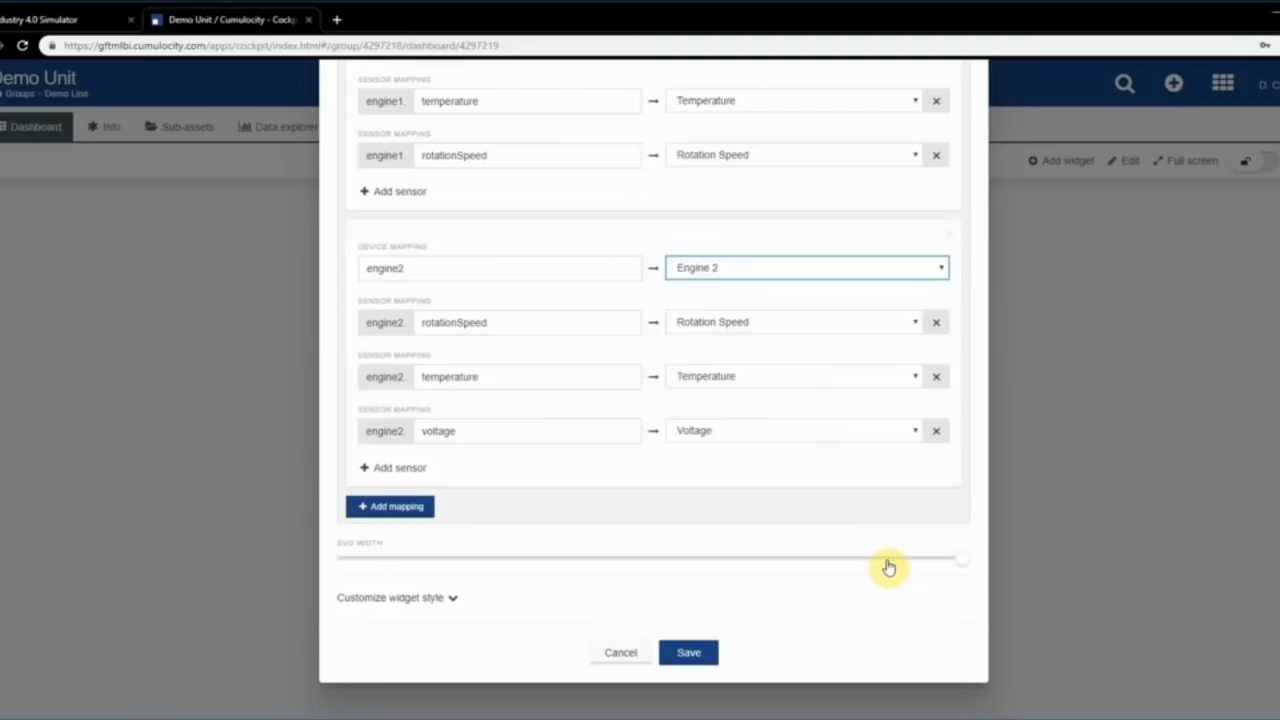 dustry 4.0 Simulator
Demo Unit / Cumulocity - Cockp
https://gftmlbi.cumulocity.com/apps/cockpit/index.html#/group/4297218/dashboard/4297219
Demo Unit
Groups - Demo Line
D. C
Dashboard
Info
Sub-assets
Data explorer
Add widget
Edit
Full screen
SENSOR MAPPING
engine1. temperature → Temperature
SENSOR MAPPING
engine1. rotationSpeed → Rotation Speed
+ Add sensor
DEVICE MAPPING
engine2 → Engine 2
SENSOR MAPPING
engine2. rotationSpeed → Rotation Speed
SENSOR MAPPING
engine2. temperature → Temperature
SENSOR MAPPING
engine2. voltage → Voltage
+ Add sensor
+ Add mapping
SVG WIDTH
Customize widget style
Cancel
Save